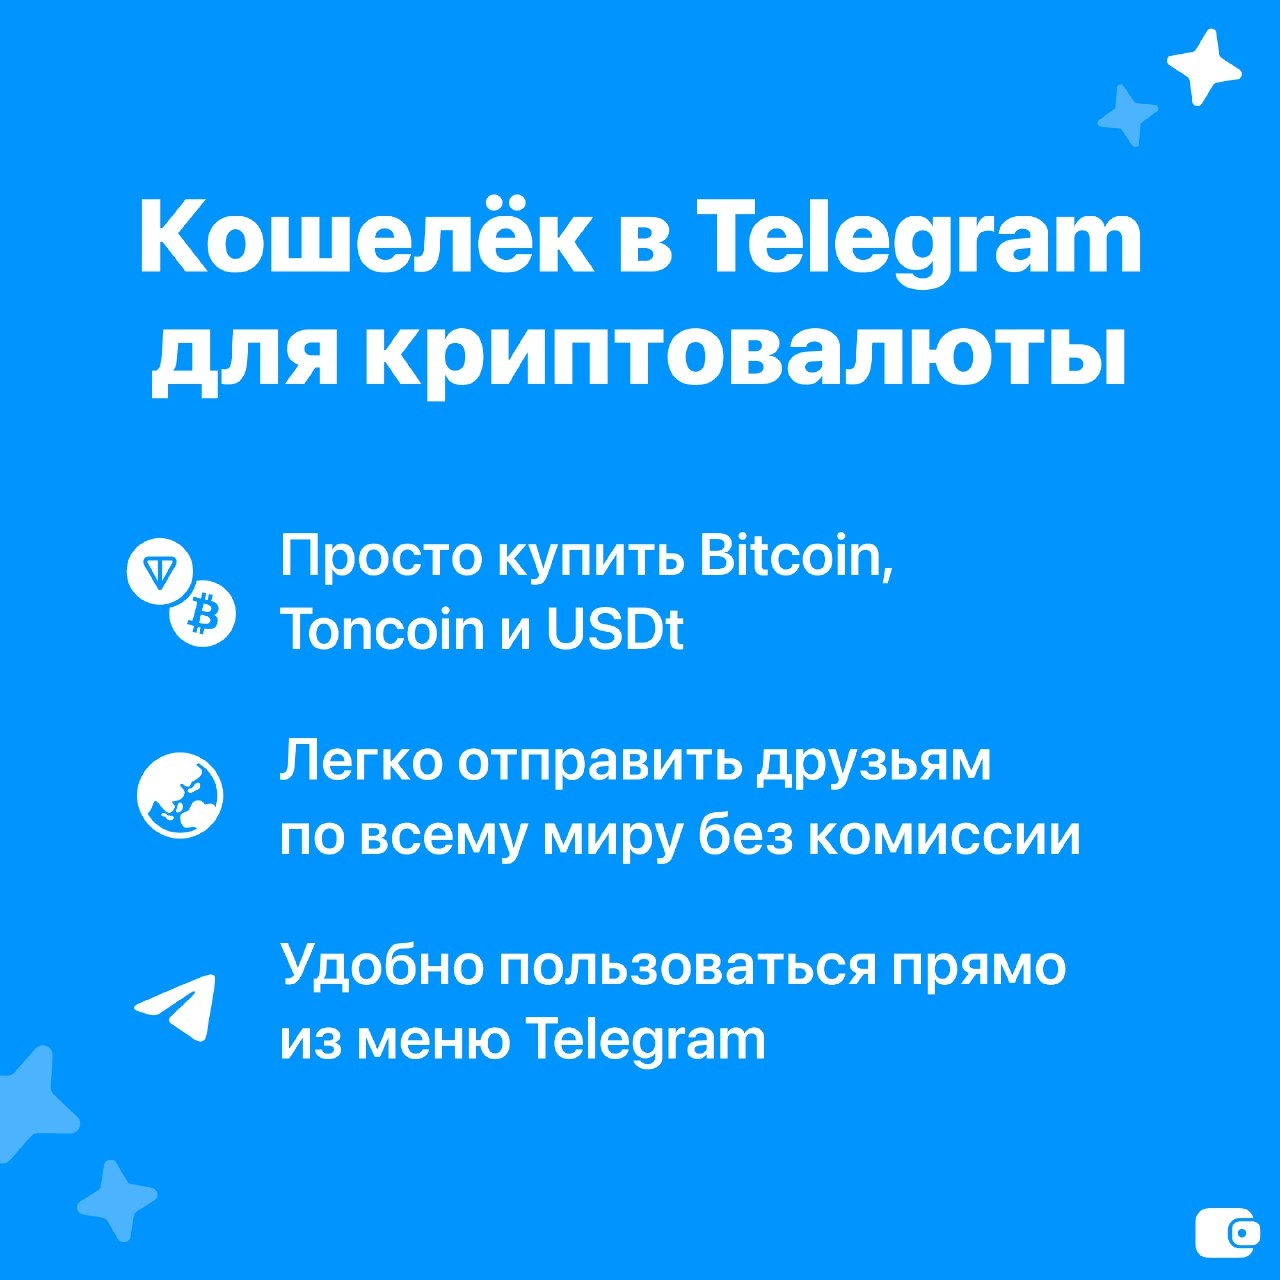 Кошелёк в Telegram
для криптовалюты
Просто купить Bitcoin,
Toncoin и USDt
Легко отправить друзьям
по всему миру без комиссии
Удобно пользоваться прямо
из меню Telegram